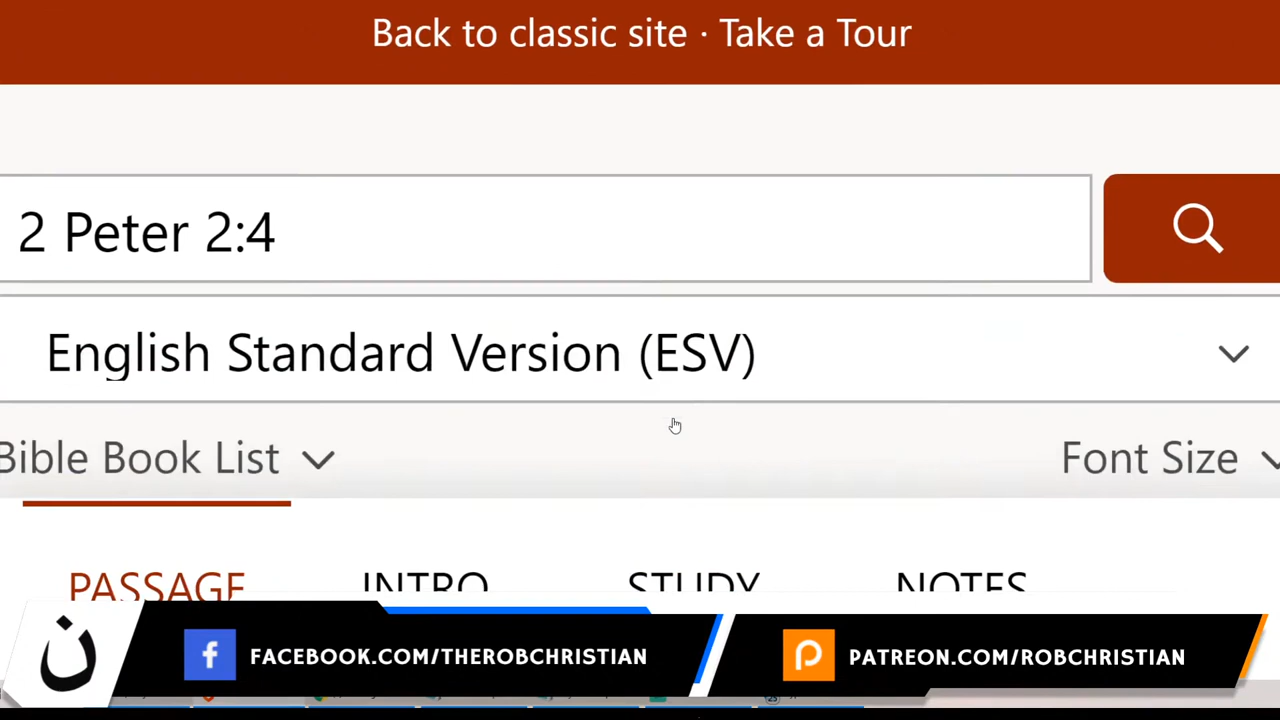 Back to classic site · Take a Tour
2 Peter 2:4
English Standard Version (ESV)
Bible Book List
Font Size
PASSAGE INTRO STUDY NOTES
ن
f FACEBOOK.COM/THEROBCHRISTIAN
PATREON.COM/ROBCHRISTIAN